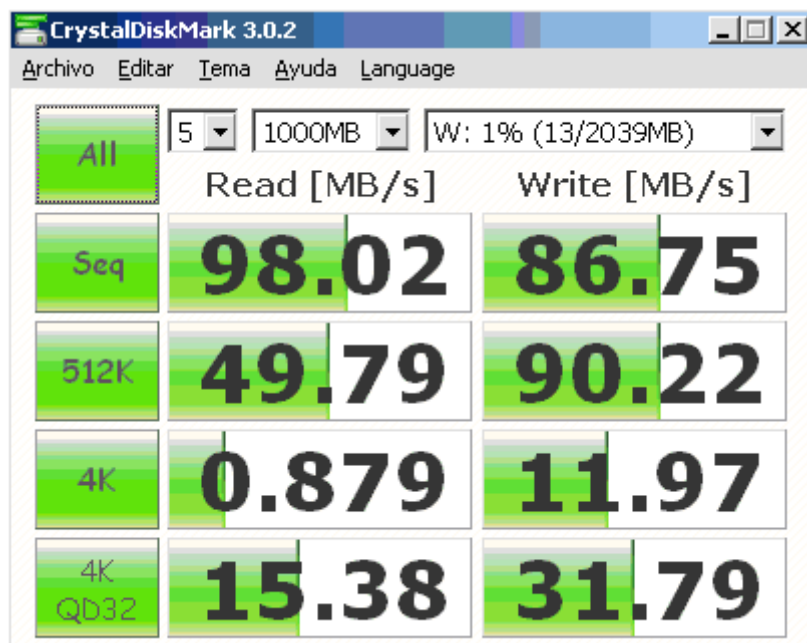 CrystalDiskMark 3.0.2
Archivo Editar Tema Ayuda Language
All 5 1000MB W: 1% (13/2039MB)
Read [MB/s] Write [MB/s]
Seq 98.02 86.75
512K 49.79 90.22
4K 0.879 11.97
4K
QD32 15.38 31.79